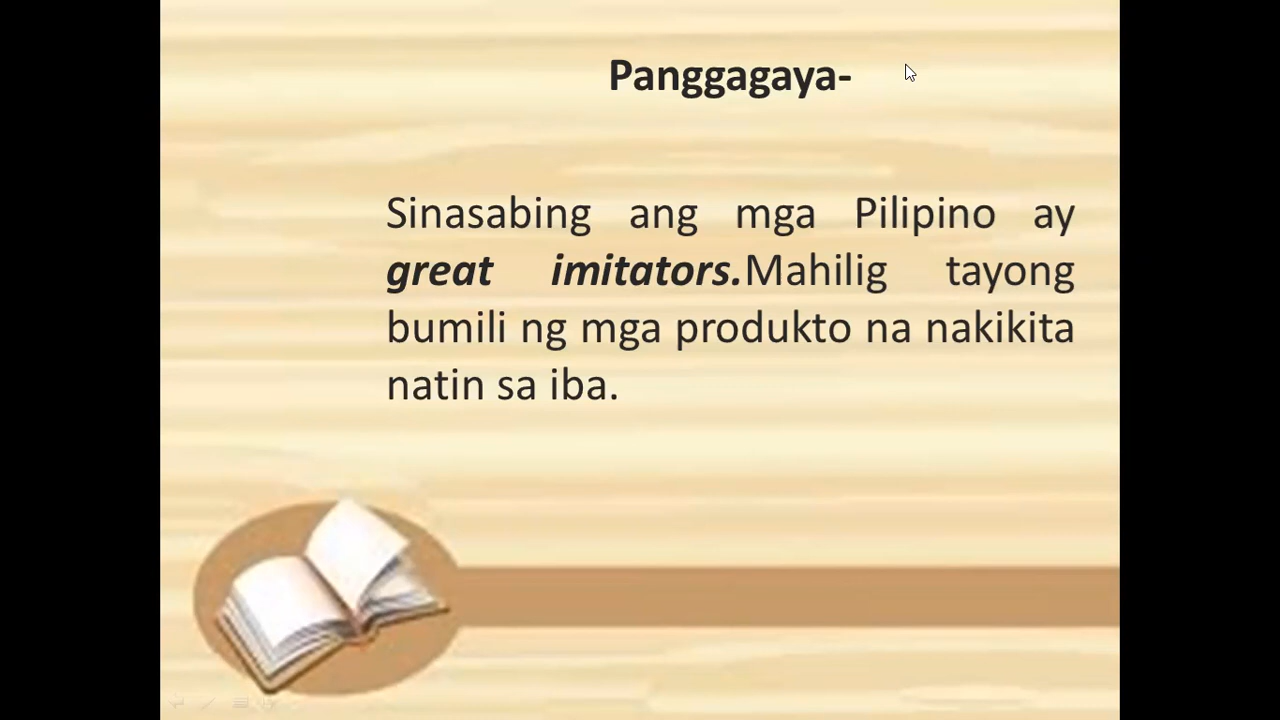 Panggagaya-
Sinasabing ang mga Pilipino ay
great imitators.Mahilig tayong
bumili ng mga produkto na nakikita
natin sa iba.